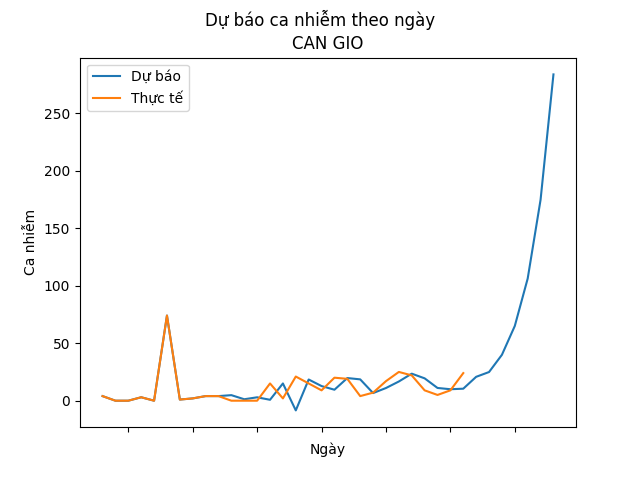 Dự báo ca nhiễm theo ngày
CAN GIO
Dự báo
Thực tế
250
200
150
100
50
0
Ca nhiễm
Ngày